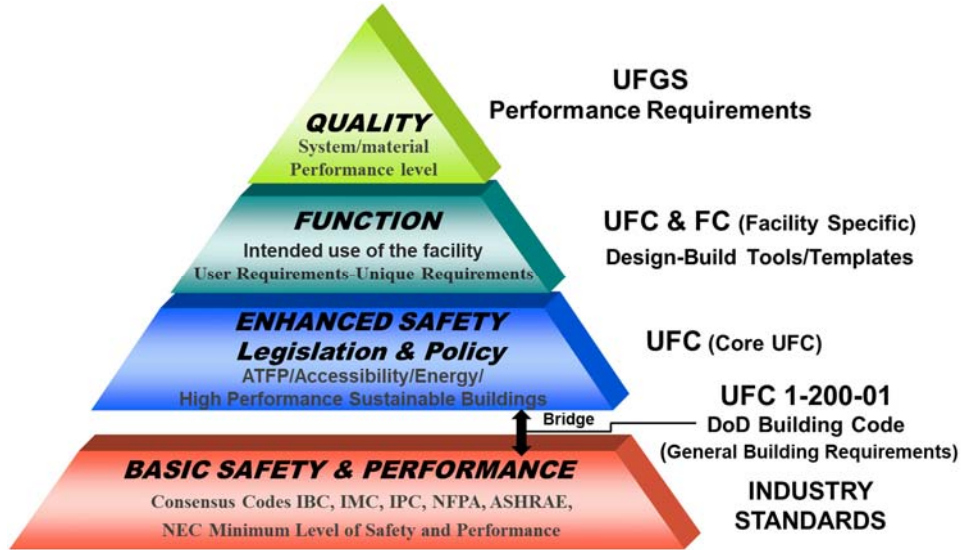 QUALITY
System/material
Performance level
UFGS
Performance Requirements
FUNCTION
Intended use of the facility
User Requirements-Unique Requirements
UFC & FC (Facility Specific)
Design-Build Tools/Templates
ENHANCED SAFETY
Legislation & Policy
ATFP/Accessibility/Energy/
High Performance Sustainable Buildings
UFC (Core UFC)
Bridge
UFC 1-200-01
DoD Building Code
(General Building Requirements)
BASIC SAFETY & PERFORMANCE
Consensus Codes IBC, IMC, IPC, NFPA, ASHRAE,
NEC Minimum Level of Safety and Performance
INDUSTRY
STANDARDS